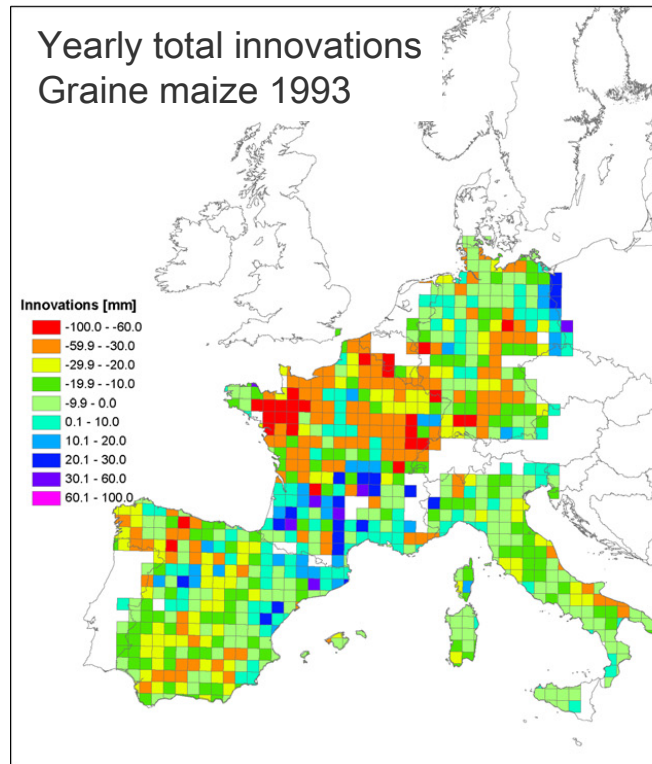 Yearly total innovations
Graine maize 1993
Innovations [mm]
-100.0 - -60.0
-59.9 - -30.0
-29.9 - -20.0
-19.9 - -10.0
-9.9 - 0.0
0.1 - 10.0
10.1 - 20.0
20.1 - 30.0
30.1 - 60.0
60.1 - 100.0